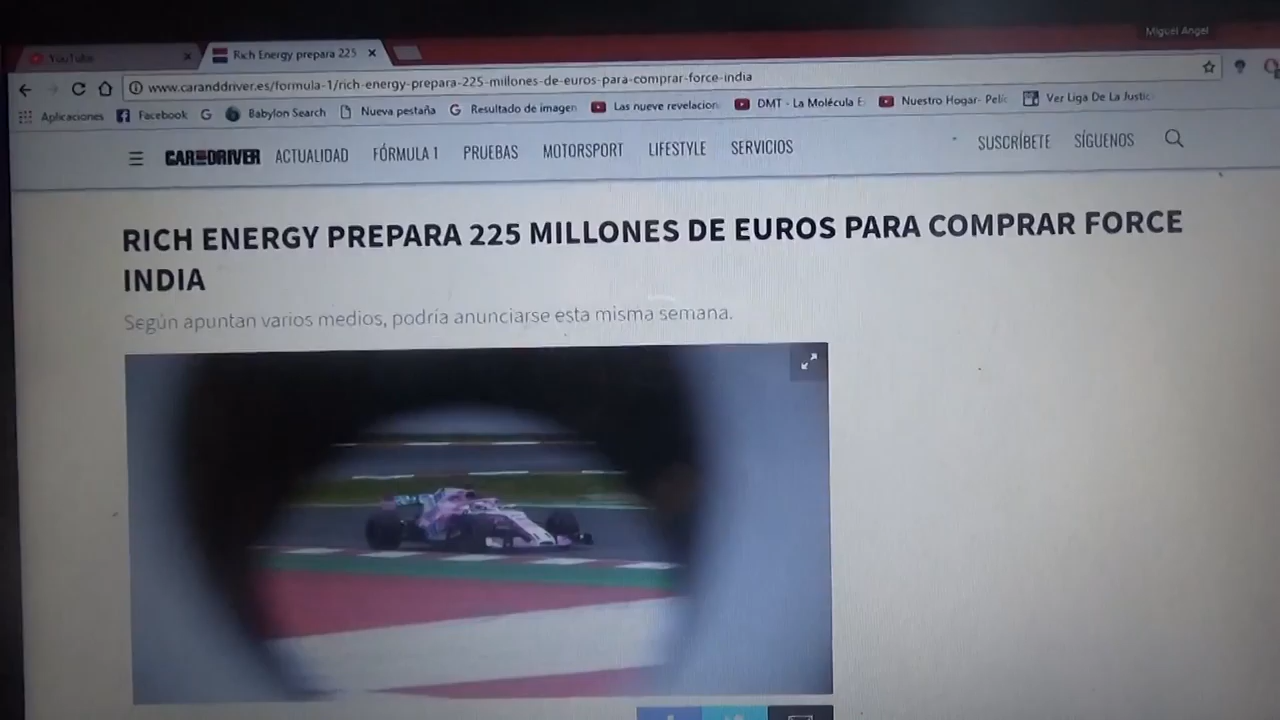 Miguel Angel
YouTube
Rich Energy prepara 225
www.caranddriver.es/formula-1/rich-energy-prepara-225-millones-de-euros-para-comprar-force-india
Aplicaciones Facebook Babylon Search Nueva pestaña Resultado de imagen Las nueve revelacion DMT - La Molécula E Nuestro Hogar- Pelíc Ver Liga De La Justic
CAR AND DRIVER ACTUALIDAD FÓRMULA 1 PRUEBAS MOTORSPORT LIFESTYLE SERVICIOS SUSCRÍBETE SÍGUENOS
RICH ENERGY PREPARA 225 MILLONES DE EUROS PARA COMPRAR FORCE
INDIA
Según apuntan varios medios, podría anunciarse esta misma semana.